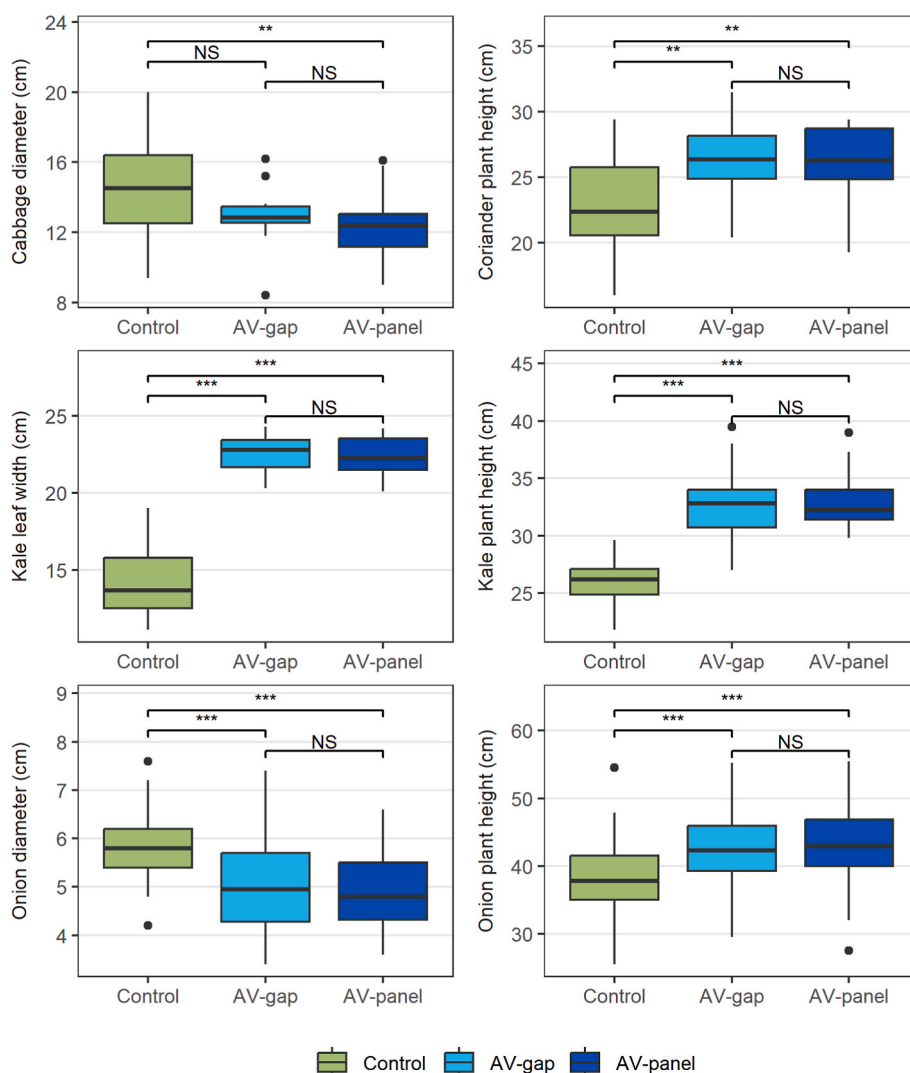 Cabbage diameter (cm)
24
20
16
12
8
**
NS
NS
Control AV-gap AV-panel
Coriander plant height (cm)
35
30
25
20
**
**
NS
Control AV-gap AV-panel
Kale leaf width (cm)
25
20
15
***
***
NS
Control AV-gap AV-panel
Kale plant height (cm)
45
40
35
30
25
***
***
NS
Control AV-gap AV-panel
Onion diameter (cm)
9
8
7
6
5
4
***
***
NS
Control AV-gap AV-panel
Onion plant height (cm)
60
50
40
30
***
***
NS
Control AV-gap AV-panel
Control AV-gap AV-panel